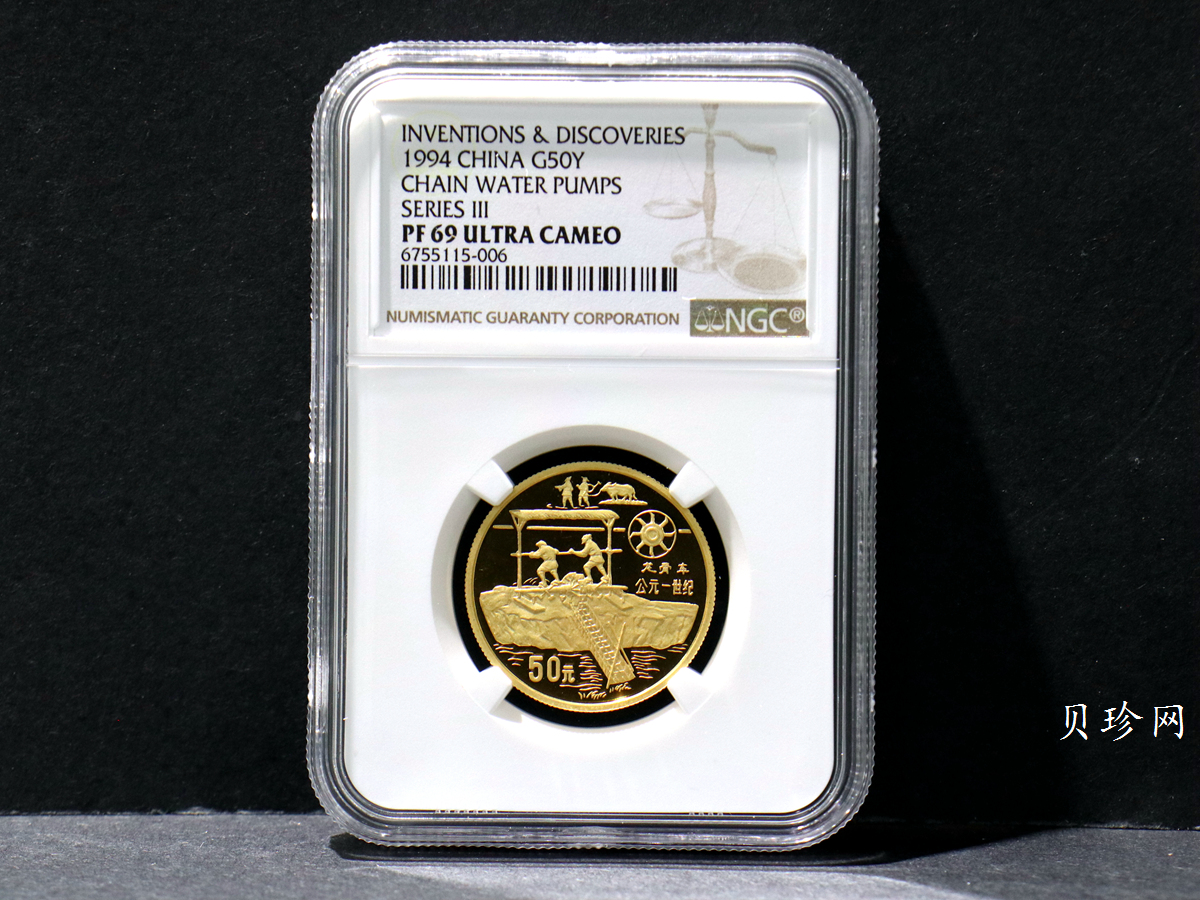 INVENTIONS & DISCOVERIES
1994 CHINA G50Y
CHAIN WATER PUMPS
SERIES III
PF 69 ULTRA CAMEO
6755115-006
NUMISMATIC GUARANTY CORPORATION
NGC®
龙骨车
公元一世纪
50元
贝珍网